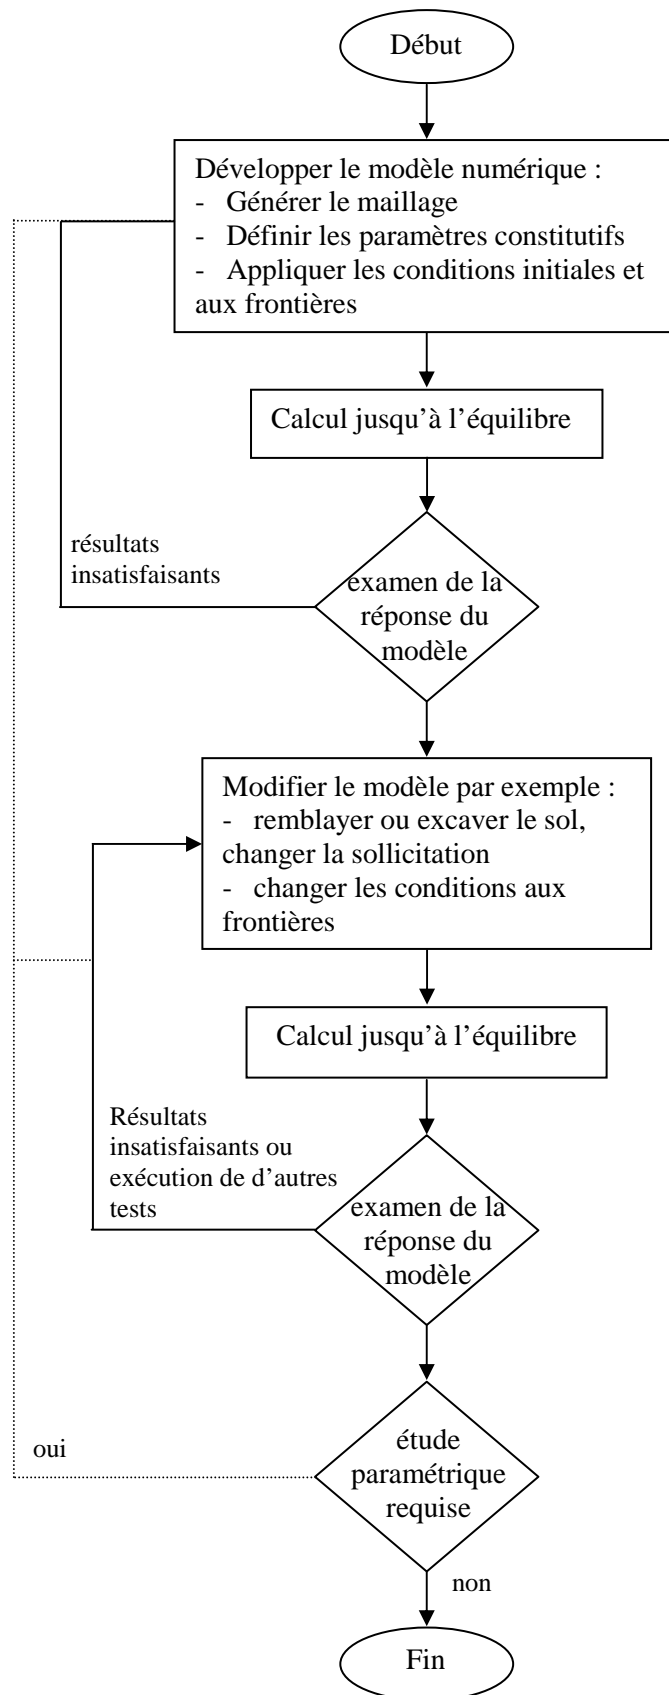 Début
Développer le modèle numérique :
- Générer le maillage
- Définir les paramètres constitutifs
- Appliquer les conditions initiales et
aux frontières
Calcul jusqu’à l’équilibre
résultats
insatisfaisants
examen de la
réponse du
modèle
Modifier le modèle par exemple :
- remblayer ou excaver le sol,
changer la sollicitation
- changer les conditions aux
frontières
Calcul jusqu’à l’équilibre
Résultats
insatisfaisants ou
exécution de d’autres
tests
examen de la
réponse du
modèle
oui
étude
paramétrique
requise
non
Fin